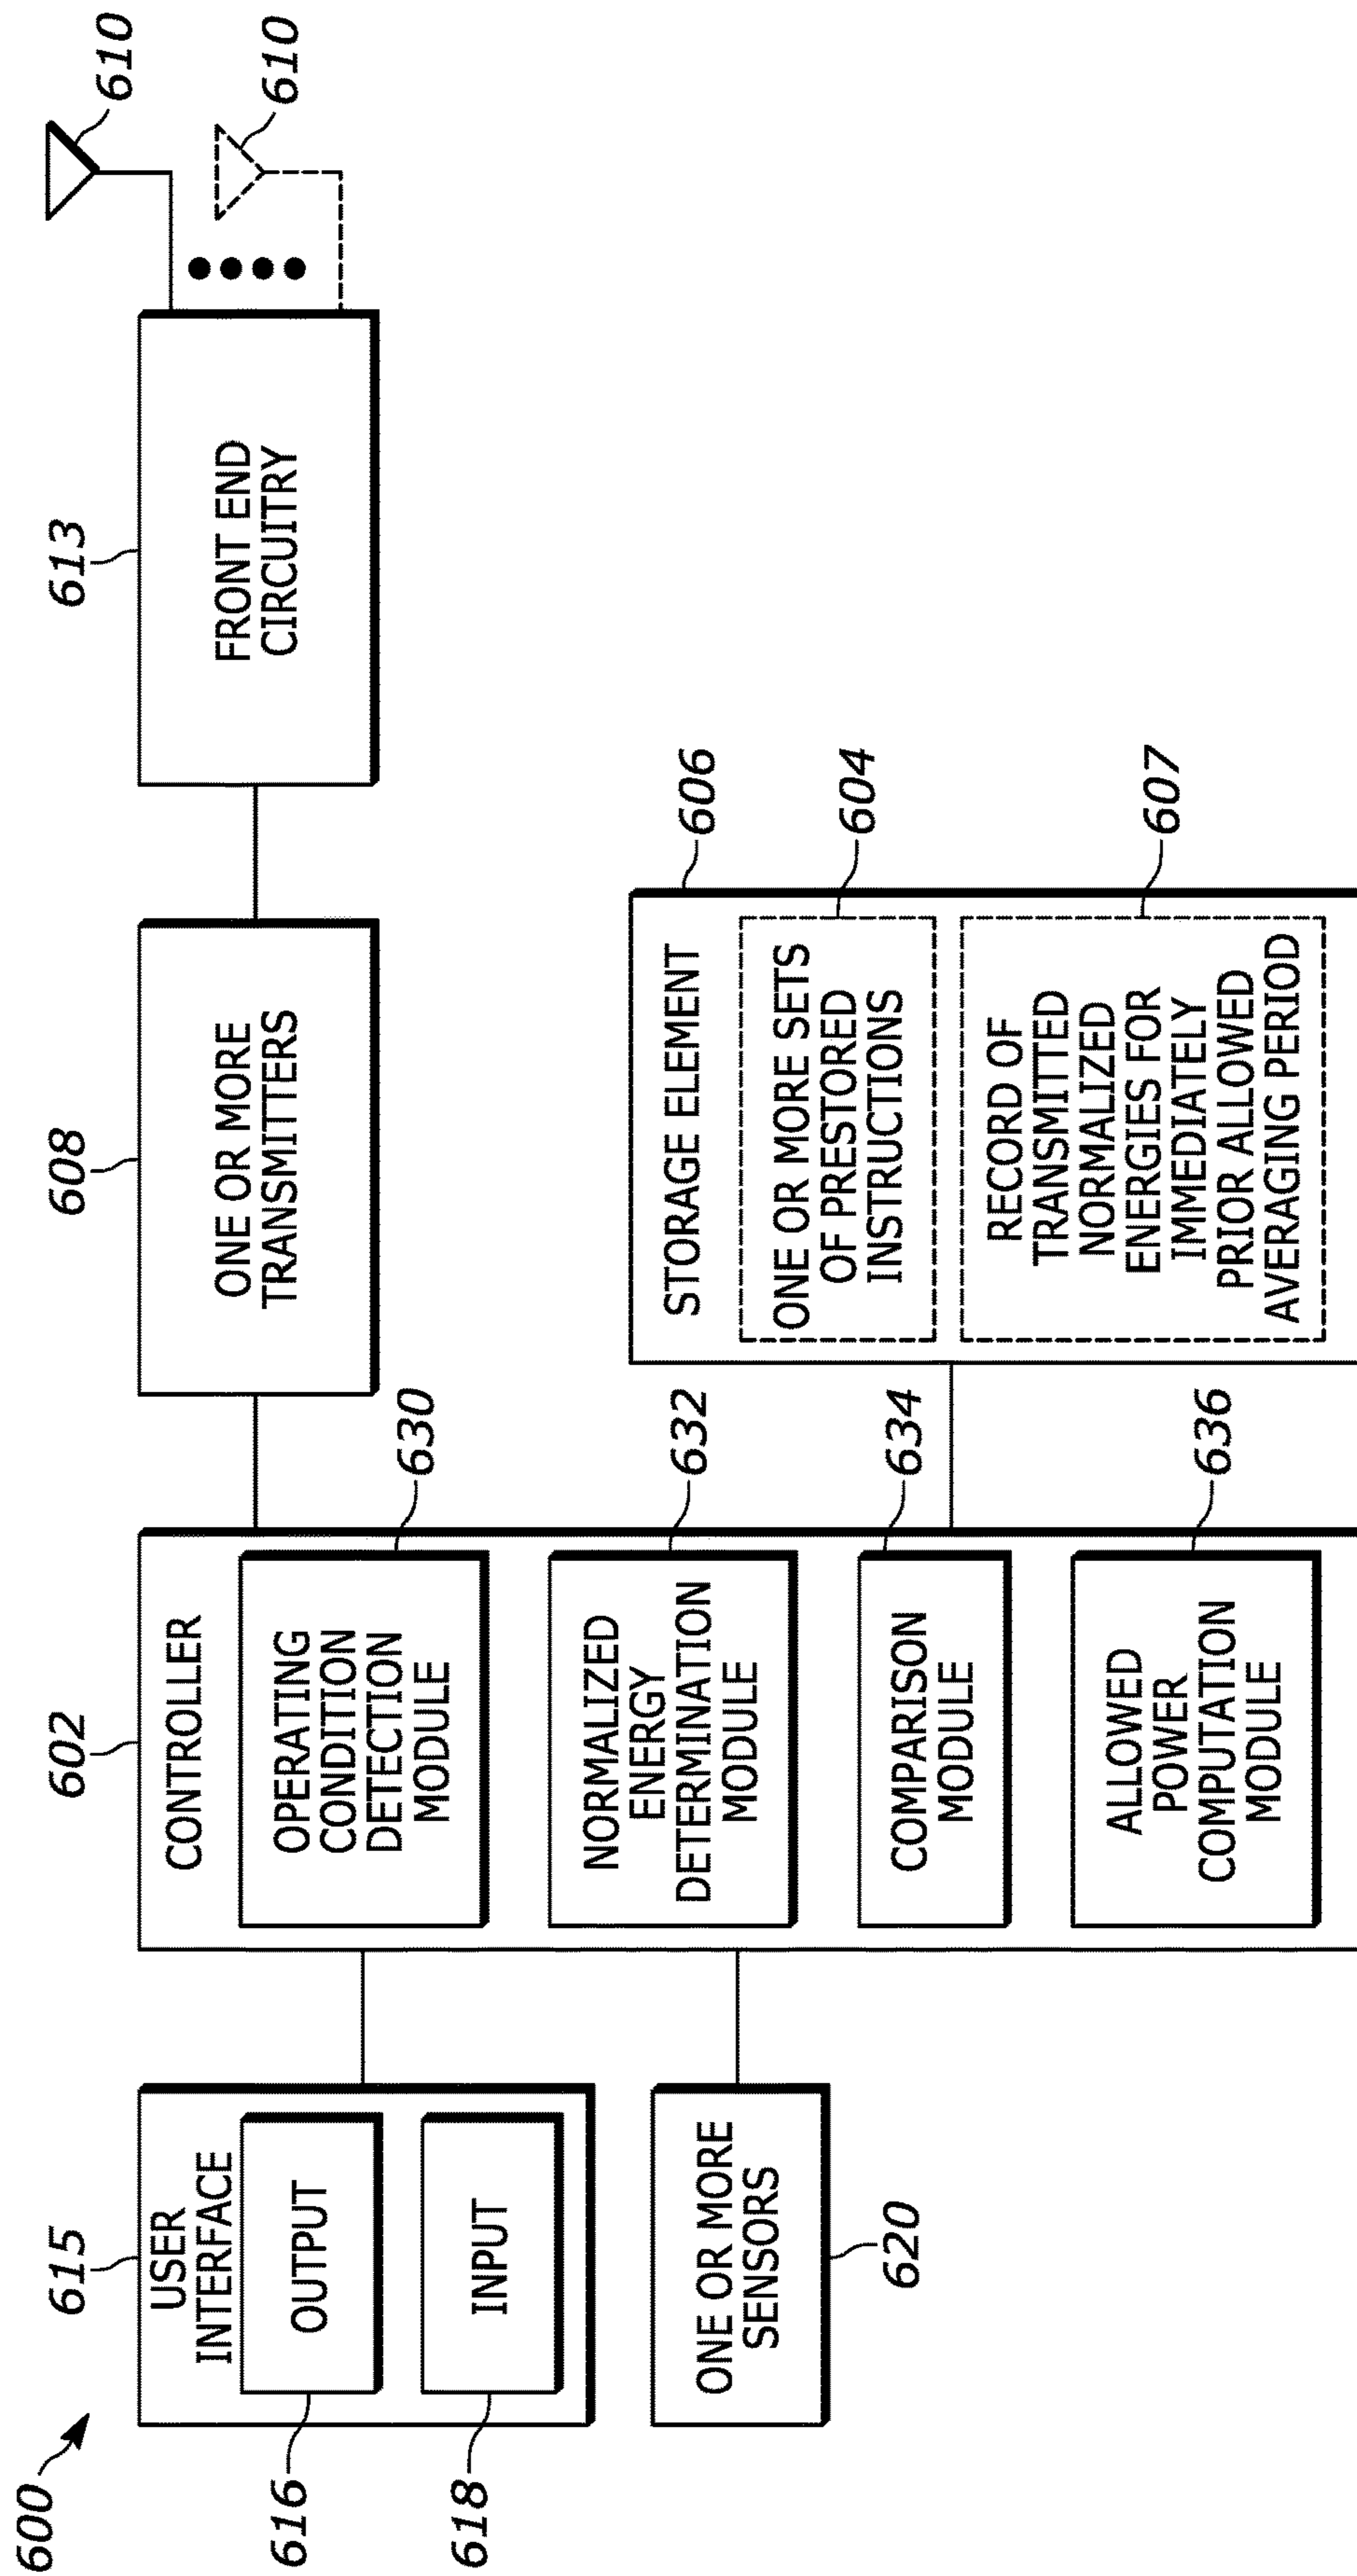 600
615
USER
INTERFACE
616
OUTPUT
618
INPUT
ONE OR MORE
SENSORS
620
602
CONTROLLER
OPERATING
CONDITION
DETECTION
MODULE
630
NORMALIZED
ENERGY
DETERMINATION
MODULE
632
COMPARISON
MODULE
634
ALLOWED
POWER
COMPUTATION
MODULE
636
608
ONE OR MORE
TRANSMITTERS
613
FRONT END
CIRCUITRY
610
610
606
STORAGE ELEMENT
604
ONE OR MORE SETS
OF PRESTORED
INSTRUCTIONS
607
RECORD OF
TRANSMITTED
NORMALIZED
ENERGIES FOR
IMMEDIATELY
PRIOR ALLOWED
AVERAGING PERIOD